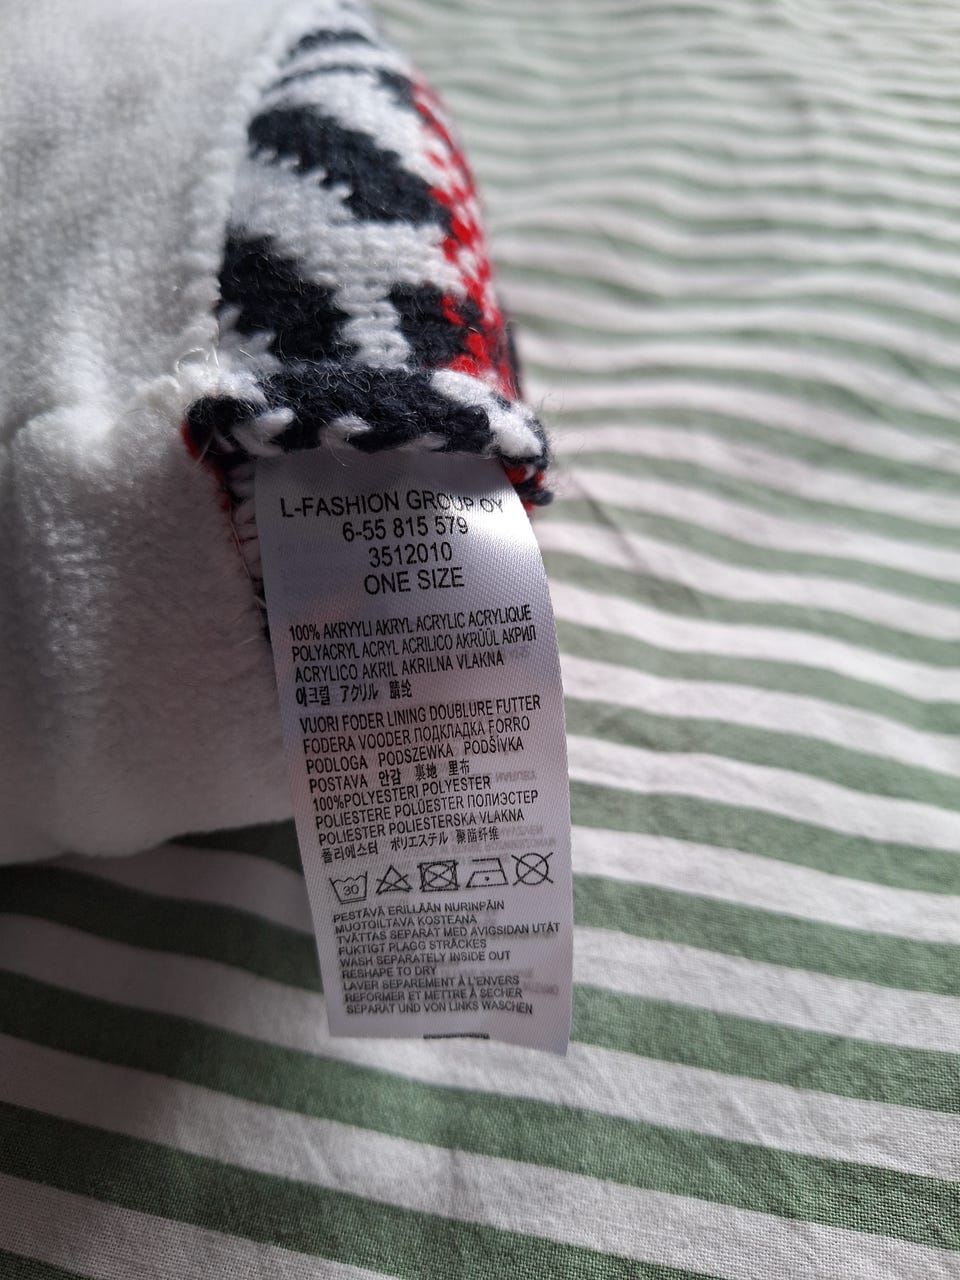 L-FASHION GROUP OY
6-55 815 579
3512010
ONE SIZE
100% AKRYYLI AKRYL ACRYLIC ACRYLIQUE
POLYACRYL ACRYL ACRILICO AKRÜÜL АКРИЛ
ACRYLICO AKRIL AKRILNA VLAKNA
아크릴 アクリル 腈纶
VUORI FODER LINING DOUBLURE FUTTER
FODERA VOODER ПОДКЛАДКА FORRO
PODLOGA PODSZEWKA PODŠÍVKA
POSTAVA 안감 裏地 里布
100%POLYESTERI POLYESTER
POLIESTERE POLÜESTER ПОЛИЭСТЕР
POLIESTER POLIESTERSKA VLAKNA
폴리에스터 ポリエステル 聚酯纤维
30
PESTÄVÄ ERILLÄÄN NURINPÄIN
MUOTOILTAVA KOSTEANA
TVÄTTAS SEPARAT MED AVIGSIDAN UTÅT
FUKTIGT PLAGG STRÄCKES
WASH SEPARATELY INSIDE OUT
RESHAPE TO DRY
LAVER SEPAREMENT À L'ENVERS
REFORMER ET METTRE À SECHER
SEPARAT UND VON LINKS WASCHEN